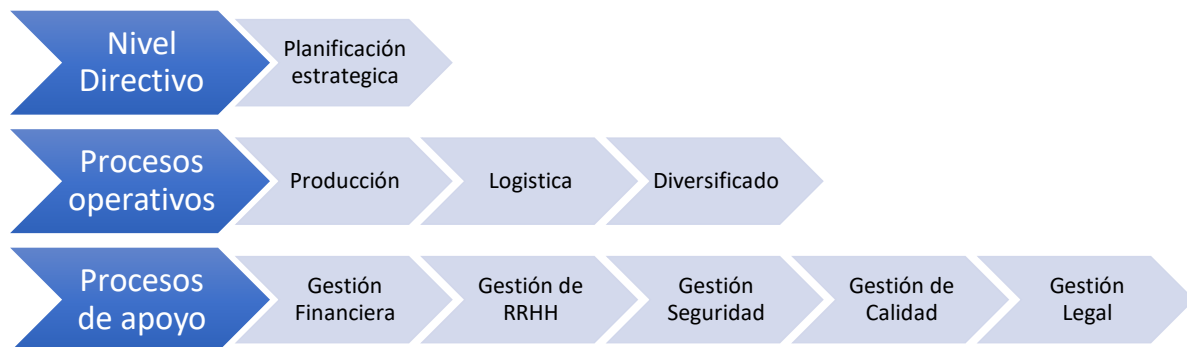 Nivel
Directivo
Planificación
estrategica
Procesos
operativos
Producción
Logistica
Diversificado
Procesos
de apoyo
Gestión
Financiera
Gestión de
RRHH
Gestión
Seguridad
Gestión de
Calidad
Gestión
Legal